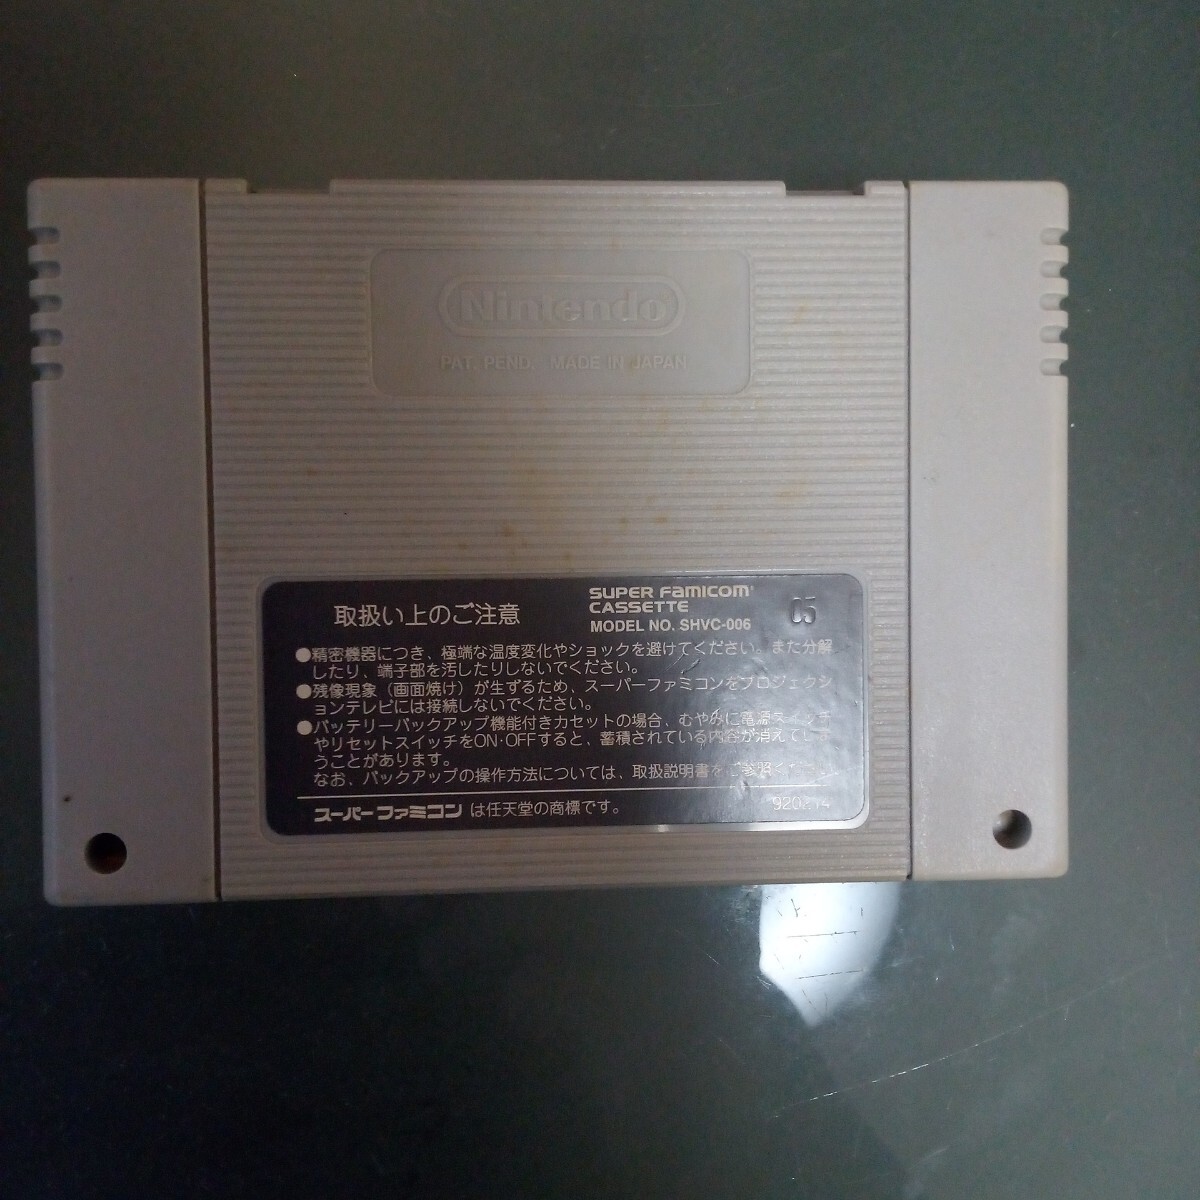 Nintendo
PAT. PEND. MADE IN JAPAN
取扱い上のご注意
SUPER FAMICOM
CASSETTE
MODEL NO. SHVC-006
05
●精密機器につき、極端な温度変化やショックを避けてください。また分解
したり、端子部を汚したりしないでください。
●残像現象（画面焼け）が生ずるため、スーパーファミコンをプロジェクシ
ョンテレビには接続しないでください。
●バッテリーバックアップ機能付きカセットの場合、むやみに電源スイッチ
やリセットスイッチをON・OFFすると、蓄積されている内容が消えてしま
うことがあります。
なお、バックアップの操作方法については、取扱説明書をご参照ください。
スーパーファミコン は任天堂の商標です。